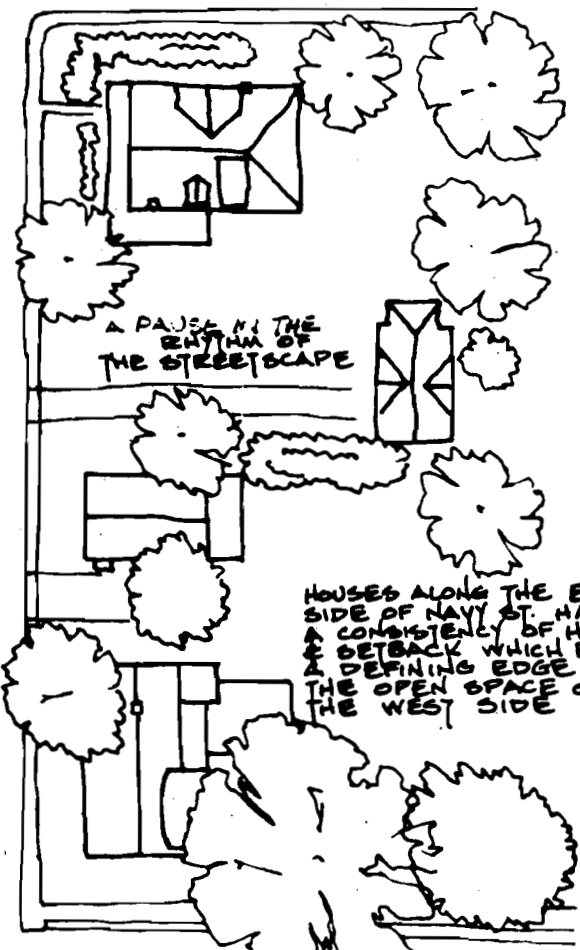 A PAUSE IN THE
RHYTHM OF
THE STREETSCAPE
HOUSES ALONG THE E
SIDE OF NAVY ST. HA
A CONSISTENCY OF H
& SETBACK WHICH
A DEFINING EDGE
THE OPEN SPACE O
THE WEST SIDE